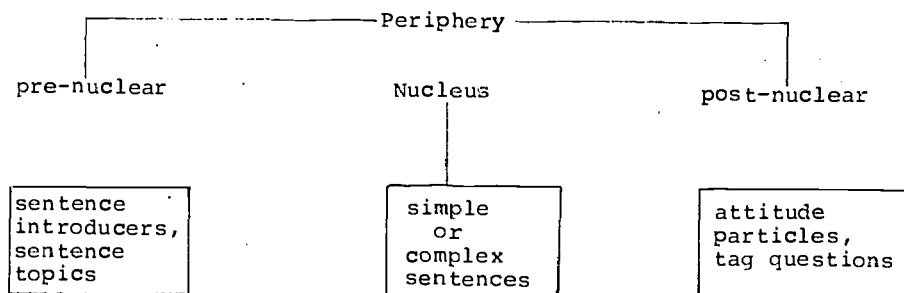 Periphery
pre-nuclear
Nucleus
post-nuclear
sentence
introducers,
sentence
topics
simple
or
complex
sentences
attitude
particles,
tag questions